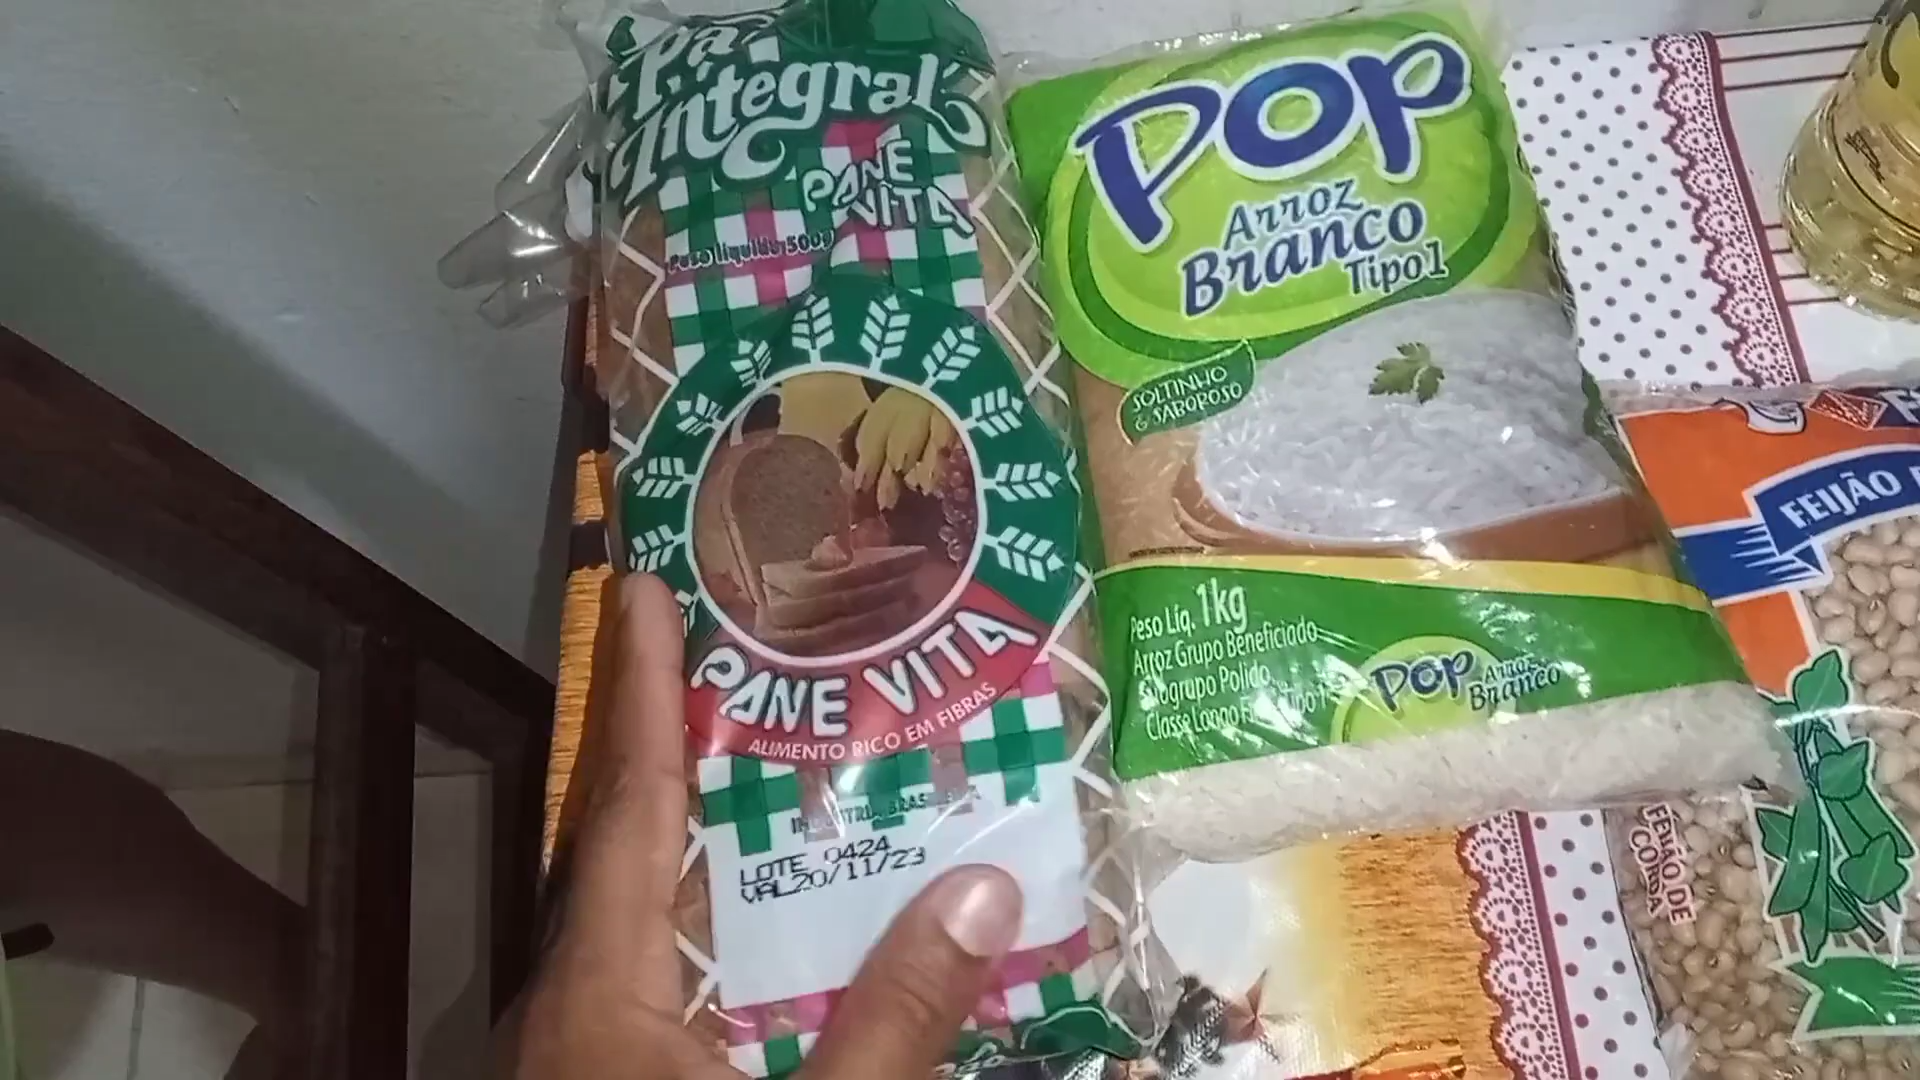 Integral
PANE
VITA
Peso líquido 500g
PANE VITA
ALIMENTO RICO EM FIBRAS
LOTE 0424
VAL20/11/23
POP
Arroz
Branco
Tipo1
SOLTINHO
& SABOROSO
Peso Líq. 1kg
Arroz Grupo Beneficiado
Polido
Classe Longo
POP Arroz
Branco
FEIJÃO
FEIJÃO DE
CORDA